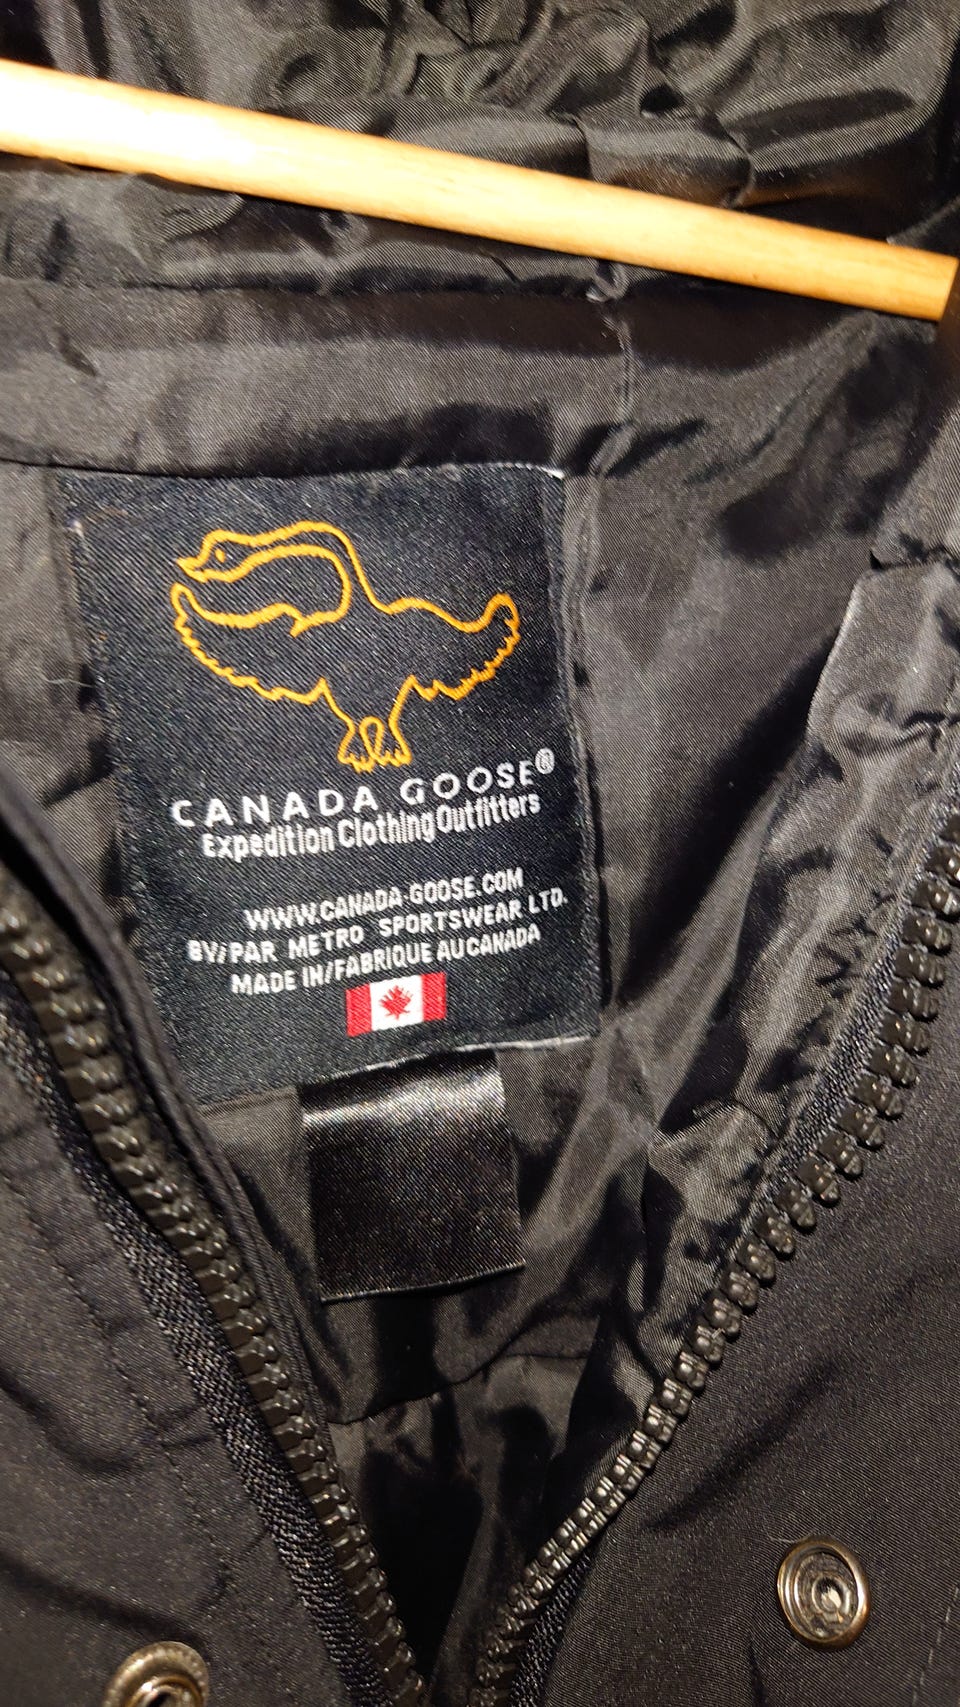 CANADA GOOSE®
Expedition Clothing Outfitters
WWW.CANADA-GOOSE.COM
BY/PAR METRO SPORTSWEAR LTD.
MADE IN/FABRIQUE AU CANADA